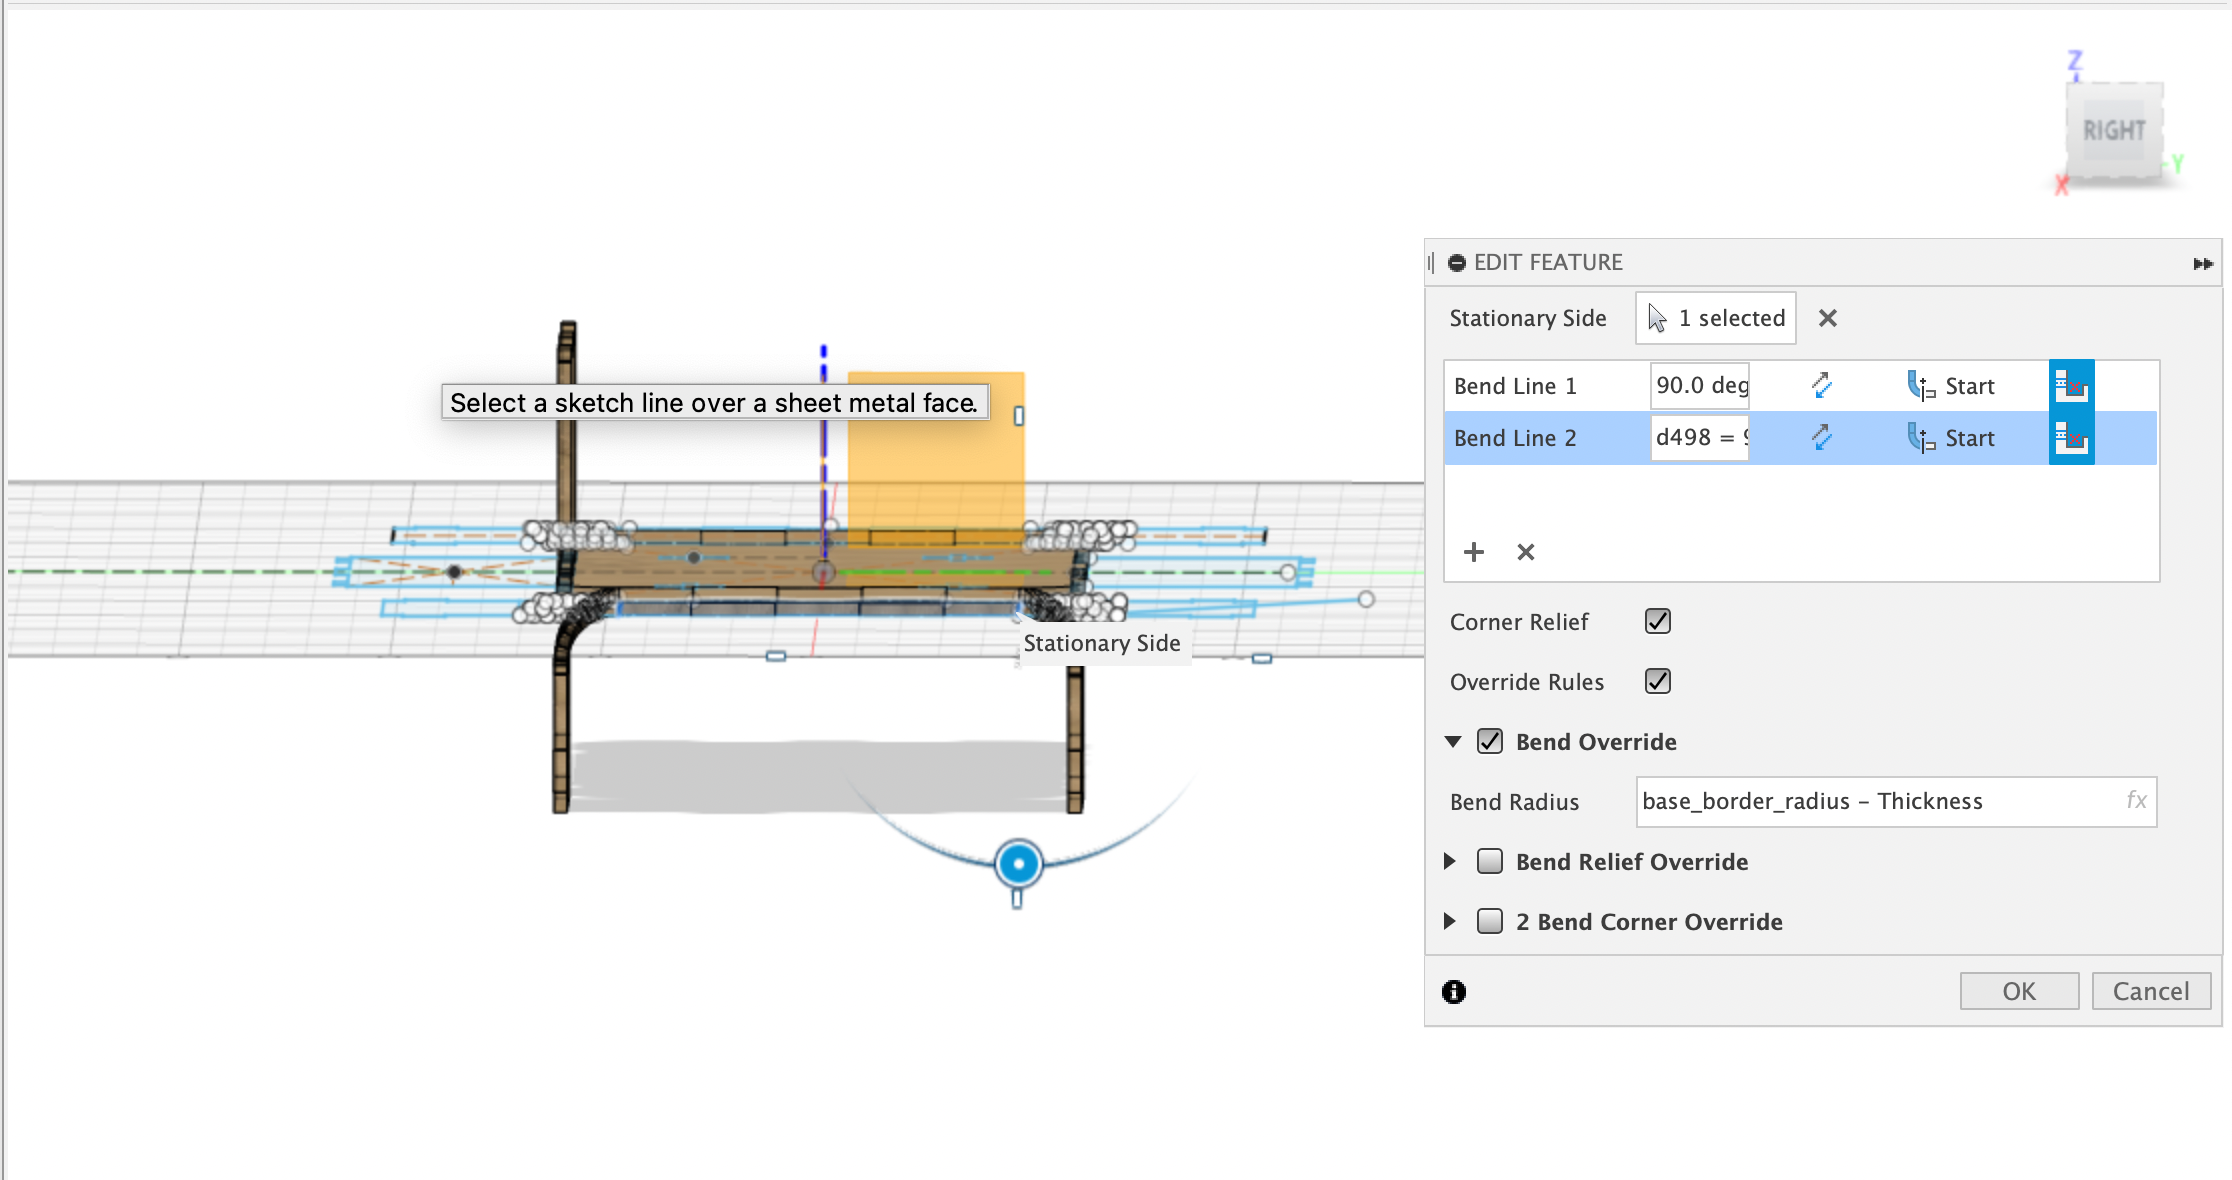 Z
RIGHT
-Y
X
EDIT FEATURE
Stationary Side 1 selected
Bend Line 1 90.0 deg Start
Select a sketch line over a sheet metal face.
Bend Line 2 d498 = 9 Start
Corner Relief
Stationary Side
Override Rules
Bend Override
Bend Radius base_border_radius - Thickness fx
Bend Relief Override
2 Bend Corner Override
OK Cancel